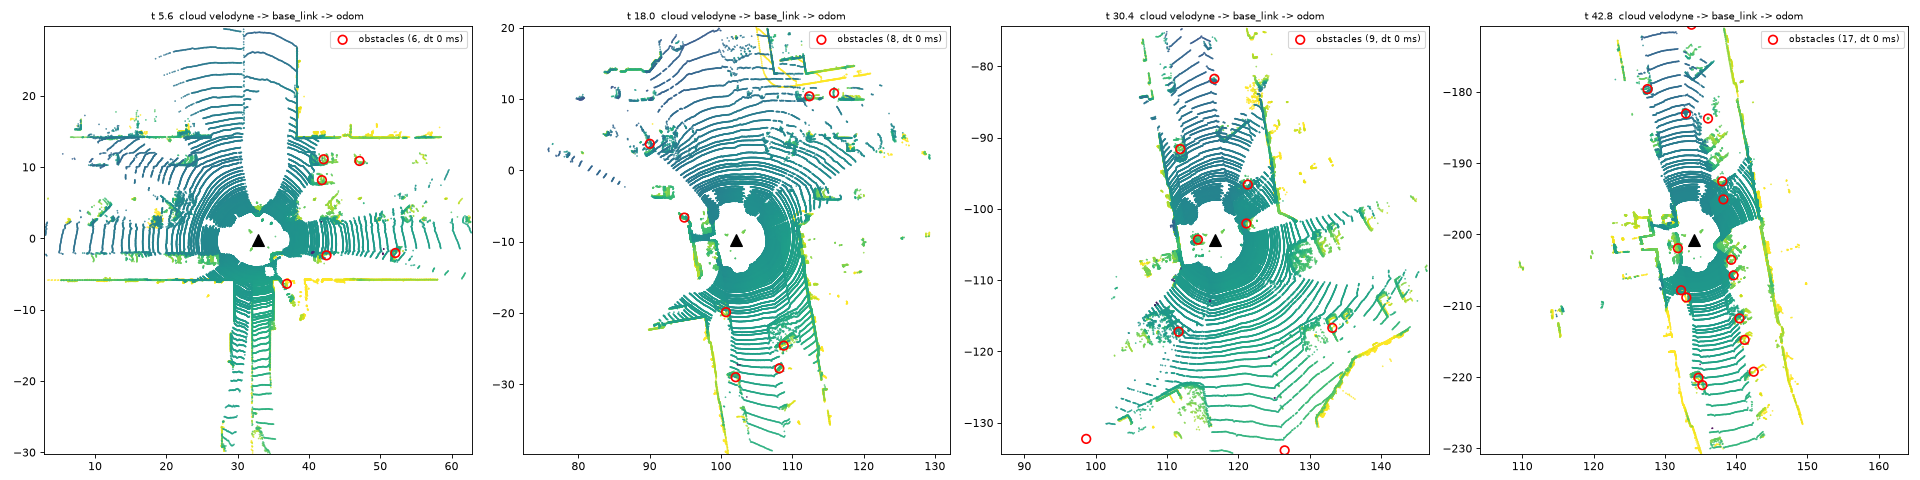 t 5.6 cloud velodyne -> base_link -> odom
obstacles (6, dt 0 ms)
20
10
0
−10
−20
−30
10 20 30 40 50 60
t 18.0 cloud velodyne -> base_link -> odom
obstacles (8, dt 0 ms)
20
10
0
−10
−20
−30
80 90 100 110 120 130
t 30.4 cloud velodyne -> base_link -> odom
obstacles (9, dt 0 ms)
−80
−90
−100
−110
−120
−130
90 100 110 120 130 140
t 42.8 cloud velodyne -> base_link -> odom
obstacles (17, dt 0 ms)
−180
−190
−200
−210
−220
−230
110 120 130 140 150 160